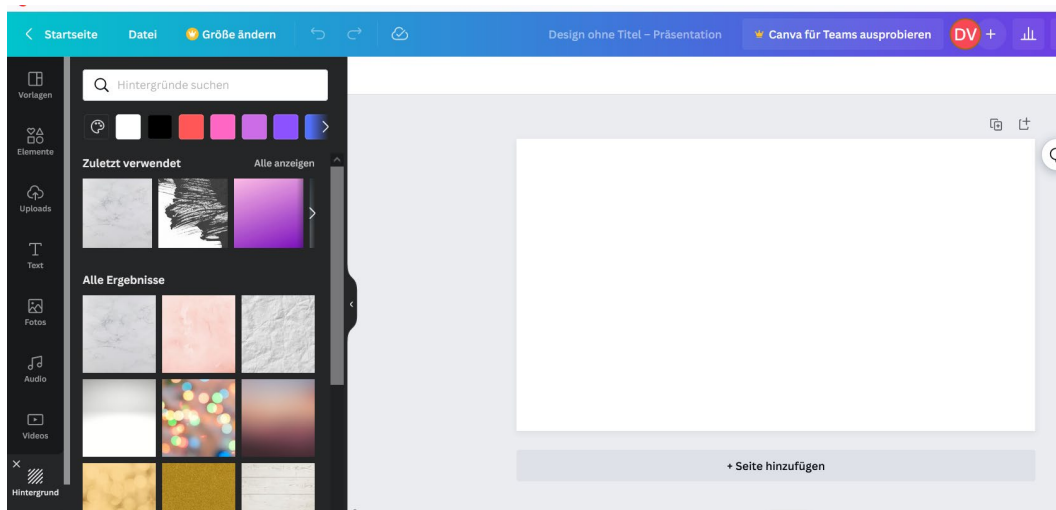 Startseite
Datei
Größe ändern
Design ohne Titel – Präsentation
Canva für Teams ausprobieren
DV
+
Vorlagen
Elemente
Uploads
Text
Fotos
Audio
Videos
Hintergrund
Hintergründe suchen
Zuletzt verwendet
Alle anzeigen
Alle Ergebnisse
+ Seite hinzufügen